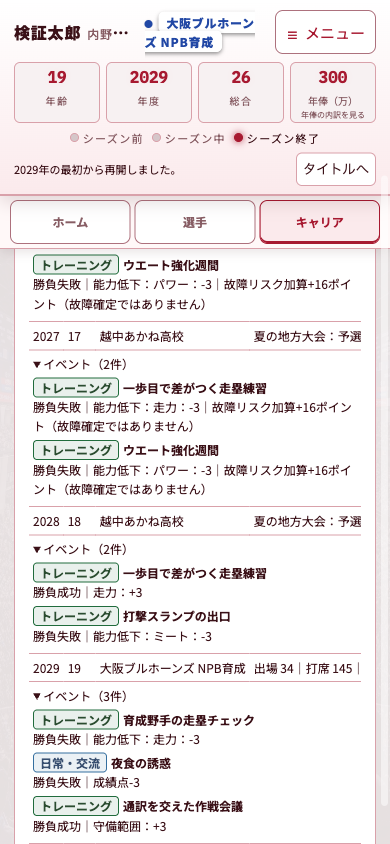 検証太郎 内野… 大阪ブルホーン
ズ NPB育成
≡ メニュー
19 2029 26 300
年齢 年度 総合 年俸（万）
年俸の内訳を見る
シーズン前 シーズン中 シーズン終了
2029年の最初から再開しました。 タイトルへ
ホーム 選手 キャリア
トレーニング ウエート強化週間
勝負失敗｜能力低下：パワー：-3｜故障リスク加算+16ポイ
ント（故障確定ではありません）
2027 17 越中あかね高校 夏の地方大会：予選
▼イベント（2件）
トレーニング 一歩目で差がつく走塁練習
勝負失敗｜能力低下：走力：-3｜故障リスク加算+16ポイン
ト（故障確定ではありません）
トレーニング ウエート強化週間
勝負失敗｜能力低下：パワー：-3｜故障リスク加算+16ポイ
ント（故障確定ではありません）
2028 18 越中あかね高校 夏の地方大会：予選
▼イベント（2件）
トレーニング 一歩目で差がつく走塁練習
勝負成功｜走力：+3
トレーニング 打撃スランプの出口
勝負失敗｜能力低下：ミート：-3
2029 19 大阪ブルホーンズ NPB育成 出場 34｜打席 145｜
▼イベント（3件）
トレーニング 育成野手の走塁チェック
勝負失敗｜能力低下：走力：-3
日常・交流 夜食の誘惑
勝負失敗｜成績点-3
トレーニング 通訳を交えた作戦会議
勝負成功｜守備範囲：+3